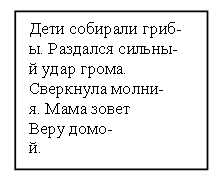 Дети собирали гриб-
ы. Раздался сильны-
й удар грома.
Сверкнула молни-
я. Мама зовет
Веру домо-
й.